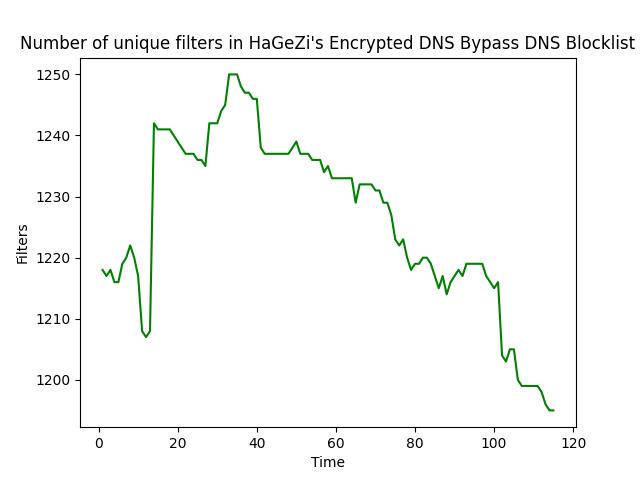 Number of unique filters in HaGeZi's Encrypted DNS Bypass DNS Blocklist
1250
1240
1230
1220
1210
1200
Filters
0 20 40 60 80 100 120
Time